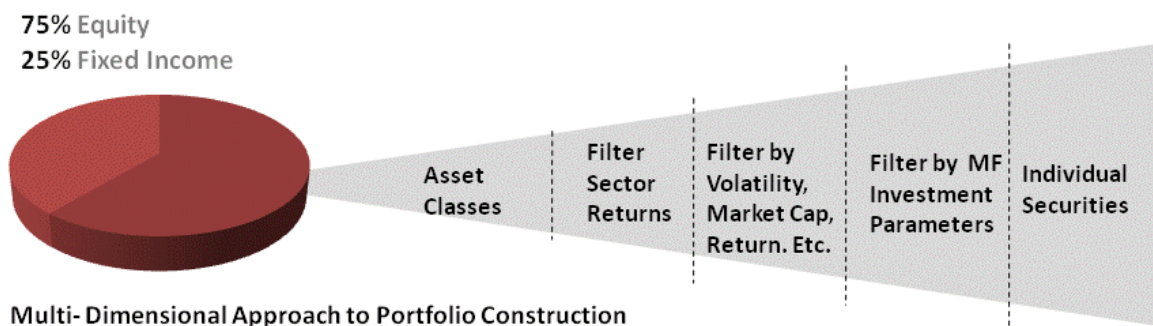 75% Equity
25% Fixed Income
Asset
Classes
Filter
Sector
Returns
Filter by
Volatility,
Market Cap,
Return. Etc.
Filter by MF
Investment
Parameters
Individual
Securities
Multi- Dimensional Approach to Portfolio Construction